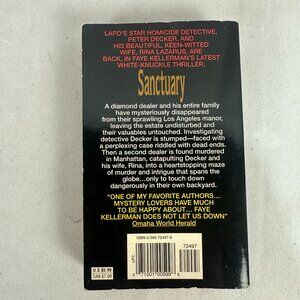 LAPD'S STAR HOMICIDE DETECTIVE,
PETER DECKER, AND
HIS BEAUTIFUL, KEEN-WITTED
WIFE, RINA LAZARUS, ARE
BACK, IN FAYE KELLERMAN'S LATEST
WHITE-KNUCKLE THRILLER.
Sanctuary
A diamond dealer and his entire family
have mysteriously disappeared
from their sprawling Los Angeles manor,
leaving the estate undisturbed and
their valuables untouched. Investigating
detective Decker is stumped—faced with
a perplexing case riddled with dead ends.
Then a second dealer is found murdered
in Manhattan, catapulting Decker and his
wife, Rina, into a heartstopping maze
of murder and intrigue that spans
the globe...only to touch down
dangerously in their own backyard.
"ONE OF MY FAVORITE AUTHORS...
MYSTERY LOVERS HAVE MUCH
TO BE HAPPY ABOUT... FAYE
KELLERMAN DOES NOT LET US DOWN"
Omaha World Herald
ISBN 0-380-72497-9
72497
UPC
U.S. $5.99
CAN. $7.99